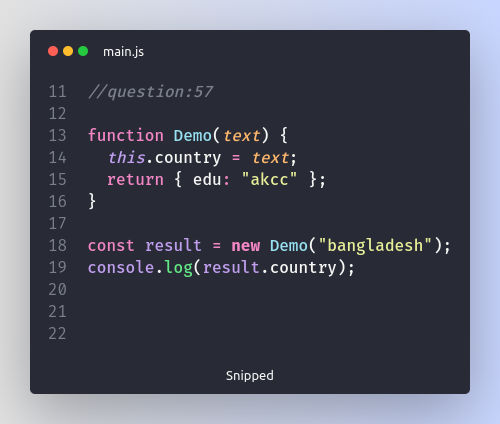 main.js
11 //question:57
12
13 function Demo(text) {
14   this.country = text;
15   return { edu: "akcc" };
16 }
17
18 const result = new Demo("bangladesh");
19 console.log(result.country);
20
21
22
Snipped